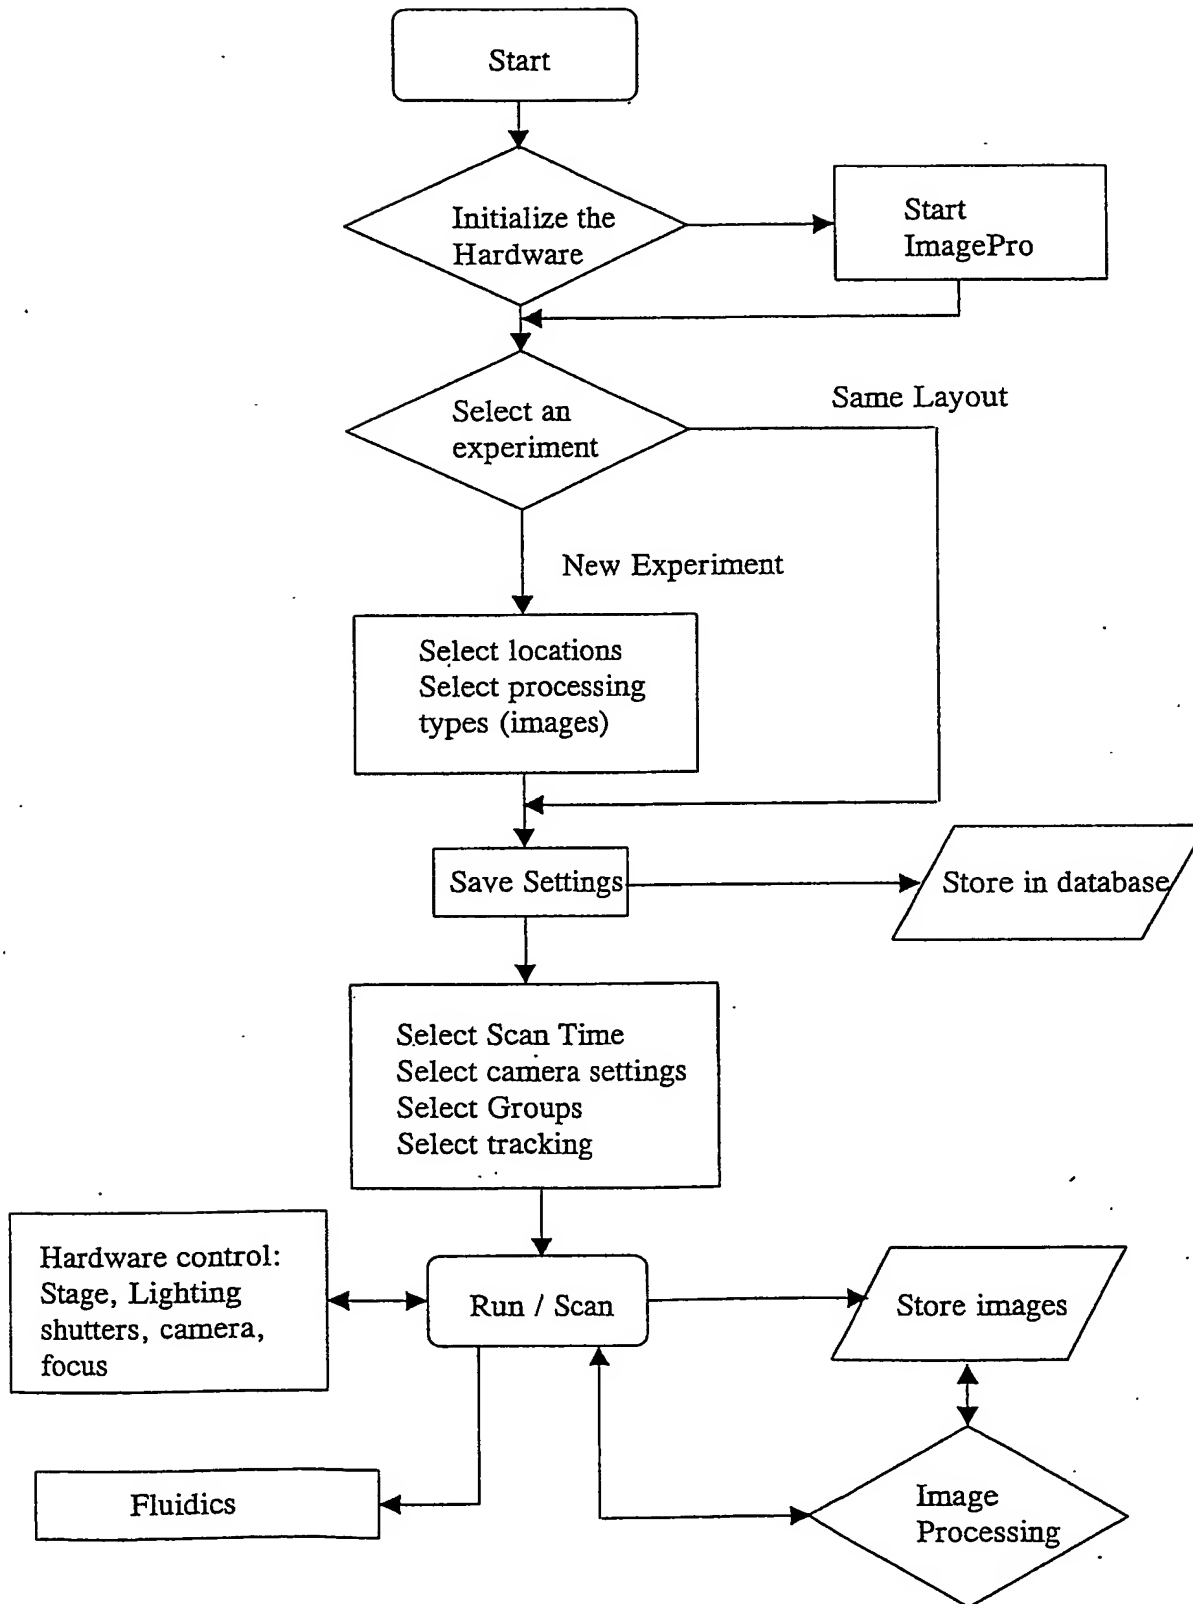 Start
Initialize the
Hardware
Start
ImagePro
Select an
experiment
Same Layout
New Experiment
Select locations
Select processing
types (images)
Save Settings
Store in database
Select Scan Time
Select camera settings
Select Groups
Select tracking
Hardware control:
Stage, Lighting
shutters, camera,
focus
Run / Scan
Store images
Fluidics
Image
Processing